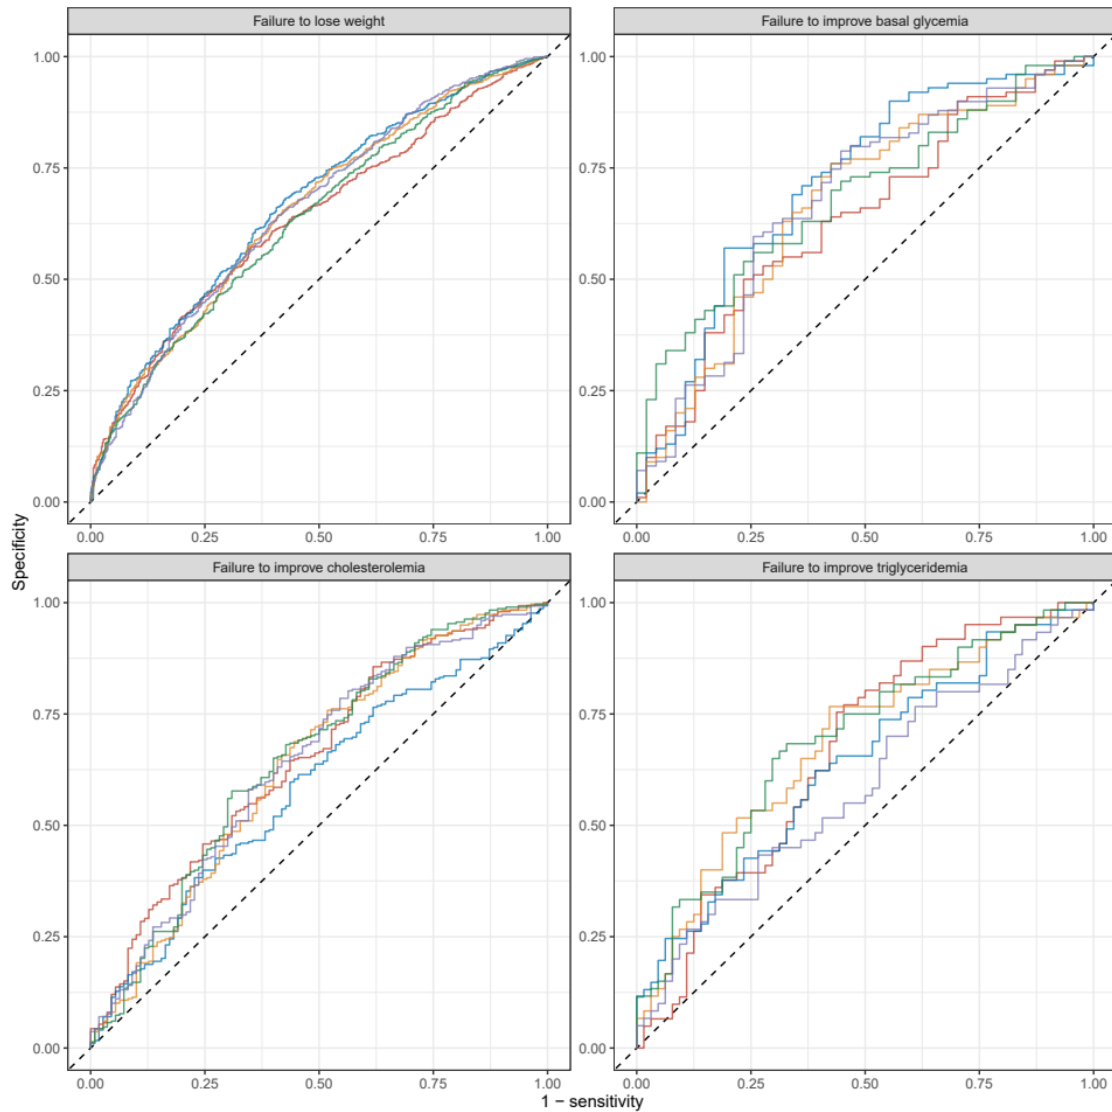 Failure to lose weight
Failure to improve basal glycemia
1.00
0.75
0.50
0.25
0.00
1.00
0.75
0.50
0.25
0.00
0.00 0.25 0.50 0.75 1.00
0.00 0.25 0.50 0.75 1.00
Specificity
Failure to improve cholesterolemia
Failure to improve triglyceridemia
1.00
0.75
0.50
0.25
0.00
1.00
0.75
0.50
0.25
0.00
0.00 0.25 0.50 0.75 1.00
0.00 0.25 0.50 0.75 1.00
1 − sensitivity